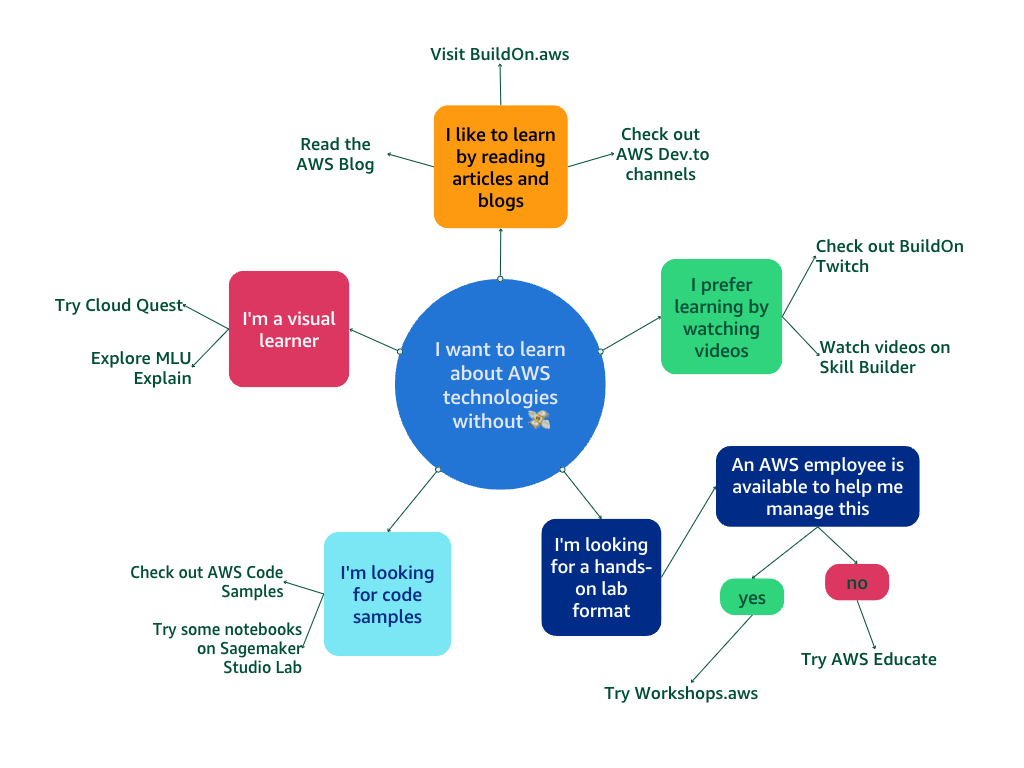 Visit BuildOn.aws
I like to learn
by reading
articles and
blogs
Read the
AWS Blog
Check out
AWS Dev.to
channels
I prefer
learning by
watching
videos
Check out BuildOn
Twitch
Watch videos on
Skill Builder
I'm a visual
learner
Try Cloud Quest
Explore MLU
Explain
I want to learn
about AWS
technologies
without 💸
An AWS employee is
available to help me
manage this
yes
no
Try AWS Educate
Try Workshops.aws
I'm looking
for a hands-
on lab
format
I'm looking
for code
samples
Check out AWS Code
Samples
Try some notebooks
on Sagemaker
Studio Lab